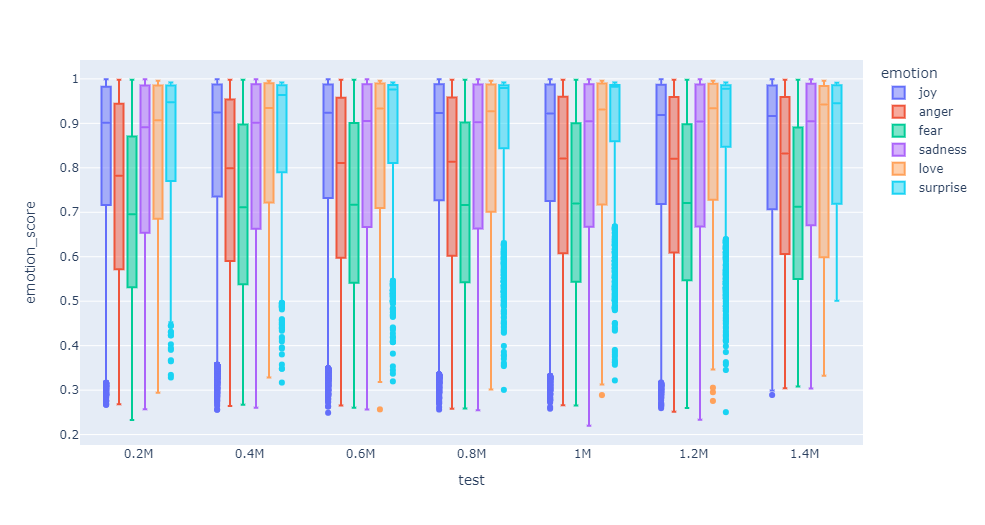 emotion
joy
anger
fear
sadness
love
surprise
emotion_score
1
0.9
0.8
0.7
0.6
0.5
0.4
0.3
0.2
0.2M 0.4M 0.6M 0.8M 1M 1.2M 1.4M
test